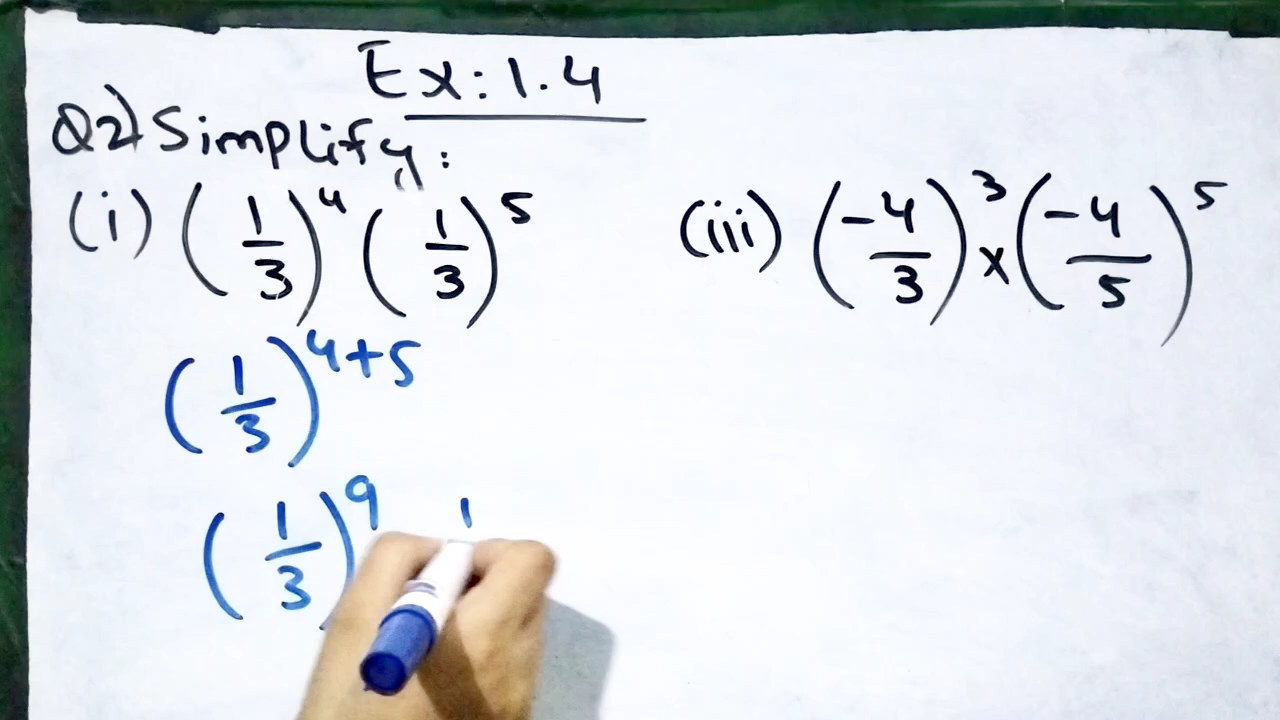 Ex: 1.4
Q2) Simplify:
(i) (1/3)^4 (1/3)^5
(1/3)^4+5
(1/3)^9 1
(iii) (-4/3)^3 x (-4/5)^5